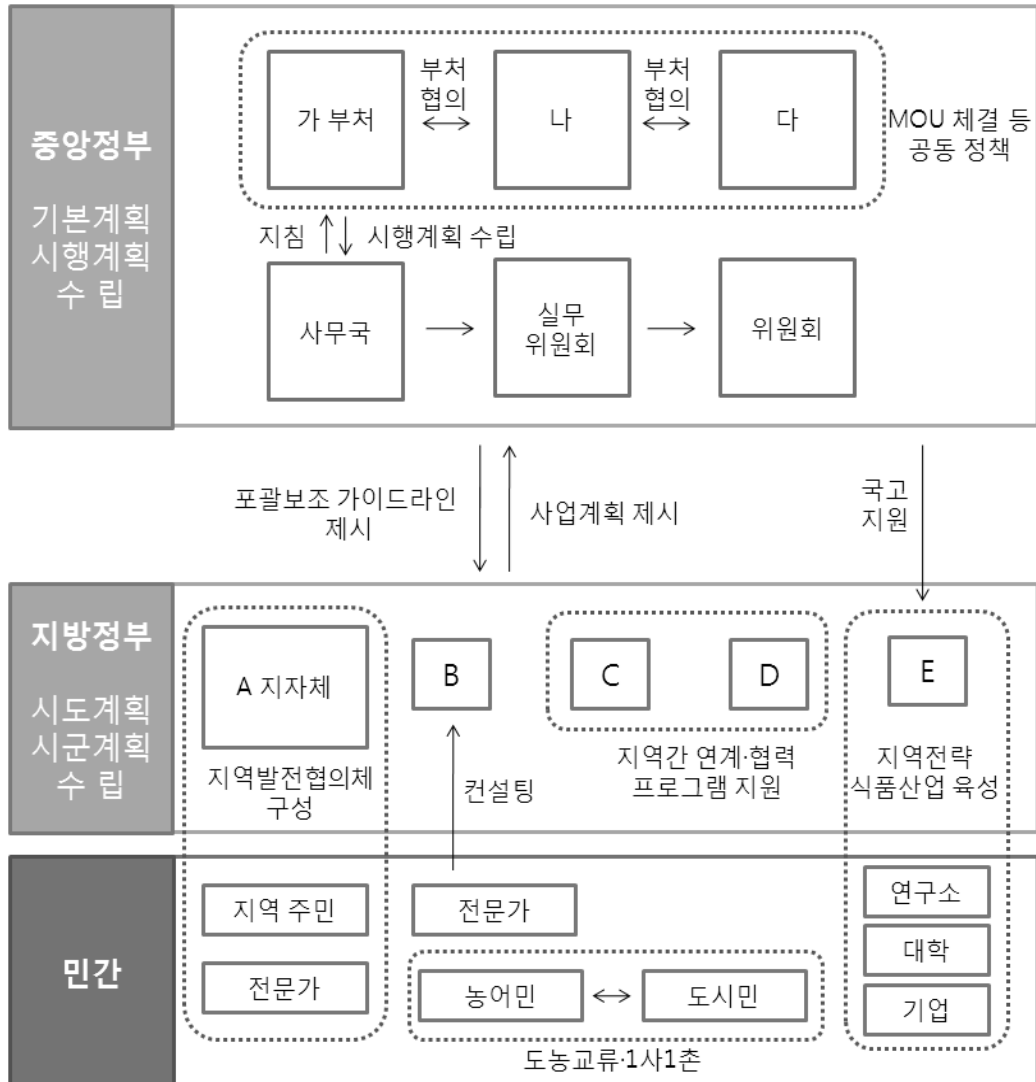 중앙정부
기본계획
시행계획
수 립
가 부처
부처
협의
나
부처
협의
다
MOU 체결 등
공동 정책
지침
시행계획 수립
사무국
실무
위원회
위원회
포괄보조 가이드라인
제시
사업계획 제시
국고
지원
지방정부
시도계획
시군계획
수 립
A 지자체
지역발전협의체
구성
B
컨설팅
C
D
지역간 연계·협력
프로그램 지원
E
지역전략
식품산업 육성
민간
지역 주민
전문가
전문가
농어민
도시민
도농교류·1사1촌
연구소
대학
기업